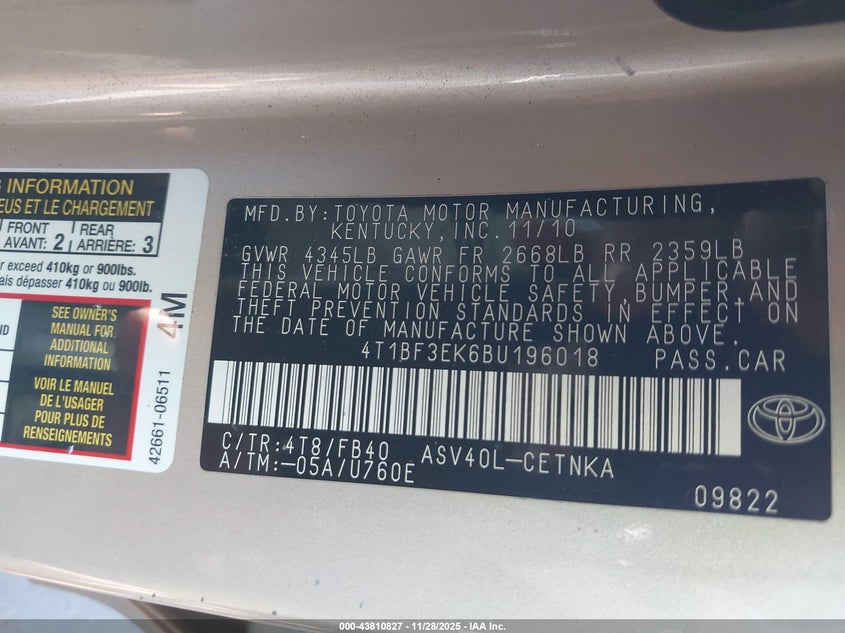 G INFORMATION
EUS ET LE CHARGEMENT
FRONT
AVANT: 2
REAR
ARRIÈRE: 3
r exceed 410kg or 900lbs.
ais dépasser 410kg ou 900lb.
SEE OWNER'S
MANUAL FOR
ADDITIONAL
INFORMATION
VOIR LE MANUEL
DE L'USAGER
POUR PLUS DE
RENSEIGNEMENTS
4M
42661-06511
MFD.BY:TOYOTA MOTOR MANUFACTURING,
KENTUCKY,INC.11/10
GVWR 4345LB GAWR FR 2668LB RR 2359LB
THIS VEHICLE CONFORMS TO ALL APPLICABLE
FEDERAL MOTOR VEHICLE SAFETY,BUMPER,AND
THEFT PREVENTION STANDARDS IN EFFECT ON
THE DATE OF MANUFACTURE SHOWN ABOVE.
4T1BF3EK6BU196018 PASS.CAR
C/TR:4T8/FB40 ASV40L-CETNKA
A/TM:-05A/U760E
09822
000-43810827 - 11/28/2025 - IAA Inc.